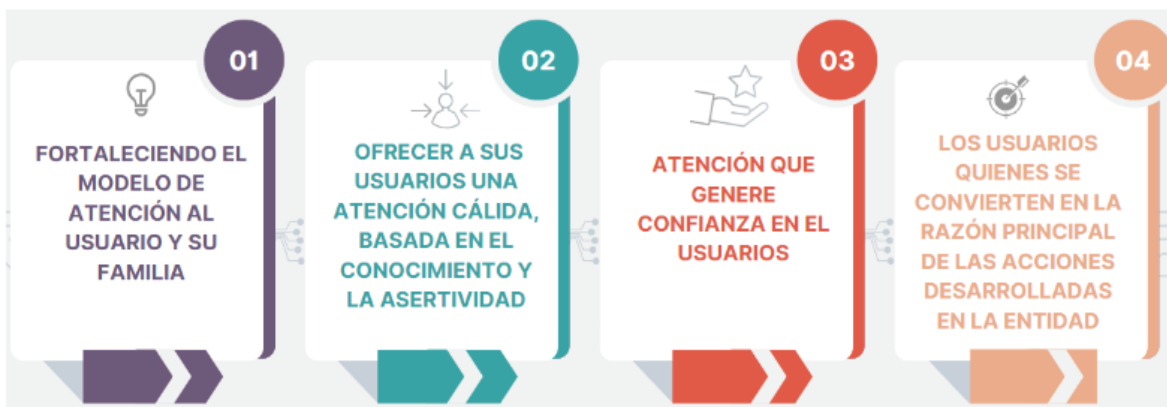 01
FORTALECIENDO EL
MODELO DE
ATENCIÓN AL
USUARIO Y SU
FAMILIA
02
OFRECER A SUS
USUARIOS UNA
ATENCIÓN CÁLIDA,
BASADA EN EL
CONOCIMIENTO Y
LA ASERTIVIDAD
03
ATENCIÓN QUE
GENERE
CONFIANZA EN EL
USUARIOS
04
LOS USUARIOS
QUIENES SE
CONVIERTEN EN LA
RAZÓN PRINCIPAL
DE LAS ACCIONES
DESARROLLADAS
EN LA ENTIDAD